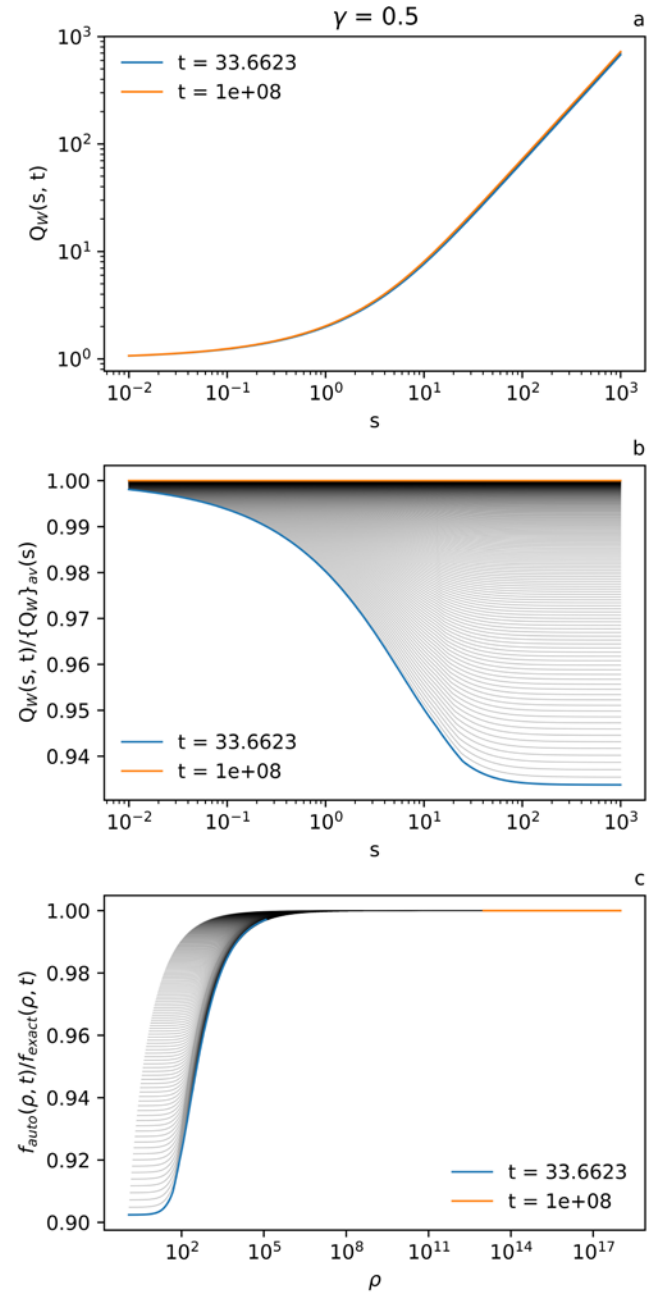 γ = 0.5
a
10³
10²
10¹
10⁰
Q_W(s, t)
t = 33.6623
t = 1e+08
10⁻² 10⁻¹ 10⁰ 10¹ 10² 10³
s
b
1.00
0.99
0.98
0.97
0.96
0.95
0.94
Q_W(s, t)/{Q_W}_av(s)
t = 33.6623
t = 1e+08
10⁻² 10⁻¹ 10⁰ 10¹ 10² 10³
s
c
1.00
0.98
0.96
0.94
0.92
0.90
f_auto(ρ, t)/f_exact(ρ, t)
t = 33.6623
t = 1e+08
10² 10⁵ 10⁸ 10¹¹ 10¹⁴ 10¹⁷
ρ